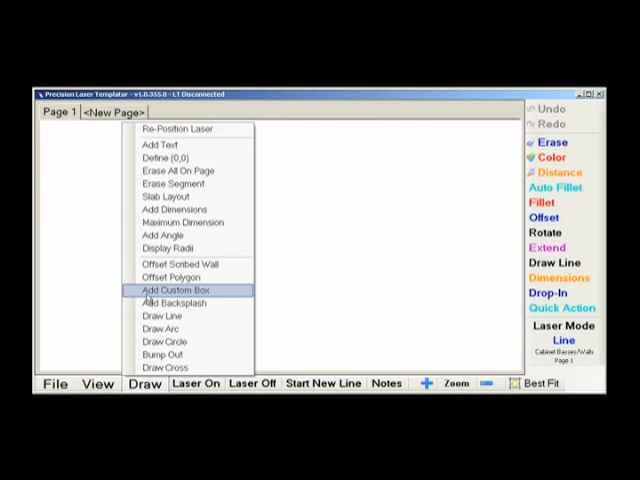 Precision Laser Templator - v1.0.355.0 - LT Disconnected
Page 1 <New Page>
Re-Position Laser
Add Text
Define (0,0)
Erase All On Page
Erase Segment
Slab Layout
Add Dimensions
Maximum Dimension
Add Angle
Display Radii
Offset Scribed Wall
Offset Polygon
Add Custom Box
Add Backsplash
Draw Line
Draw Arc
Draw Circle
Bump Out
Draw Cross
Undo
Redo
Erase
Color
Distance
Auto Fillet
Fillet
Offset
Rotate
Extend
Draw Line
Dimensions
Drop-In
Quick Action
Laser Mode
Line
Cabinet Basses/Walls
Page 1
File View Draw Laser On Laser Off Start New Line Notes Zoom Best Fit